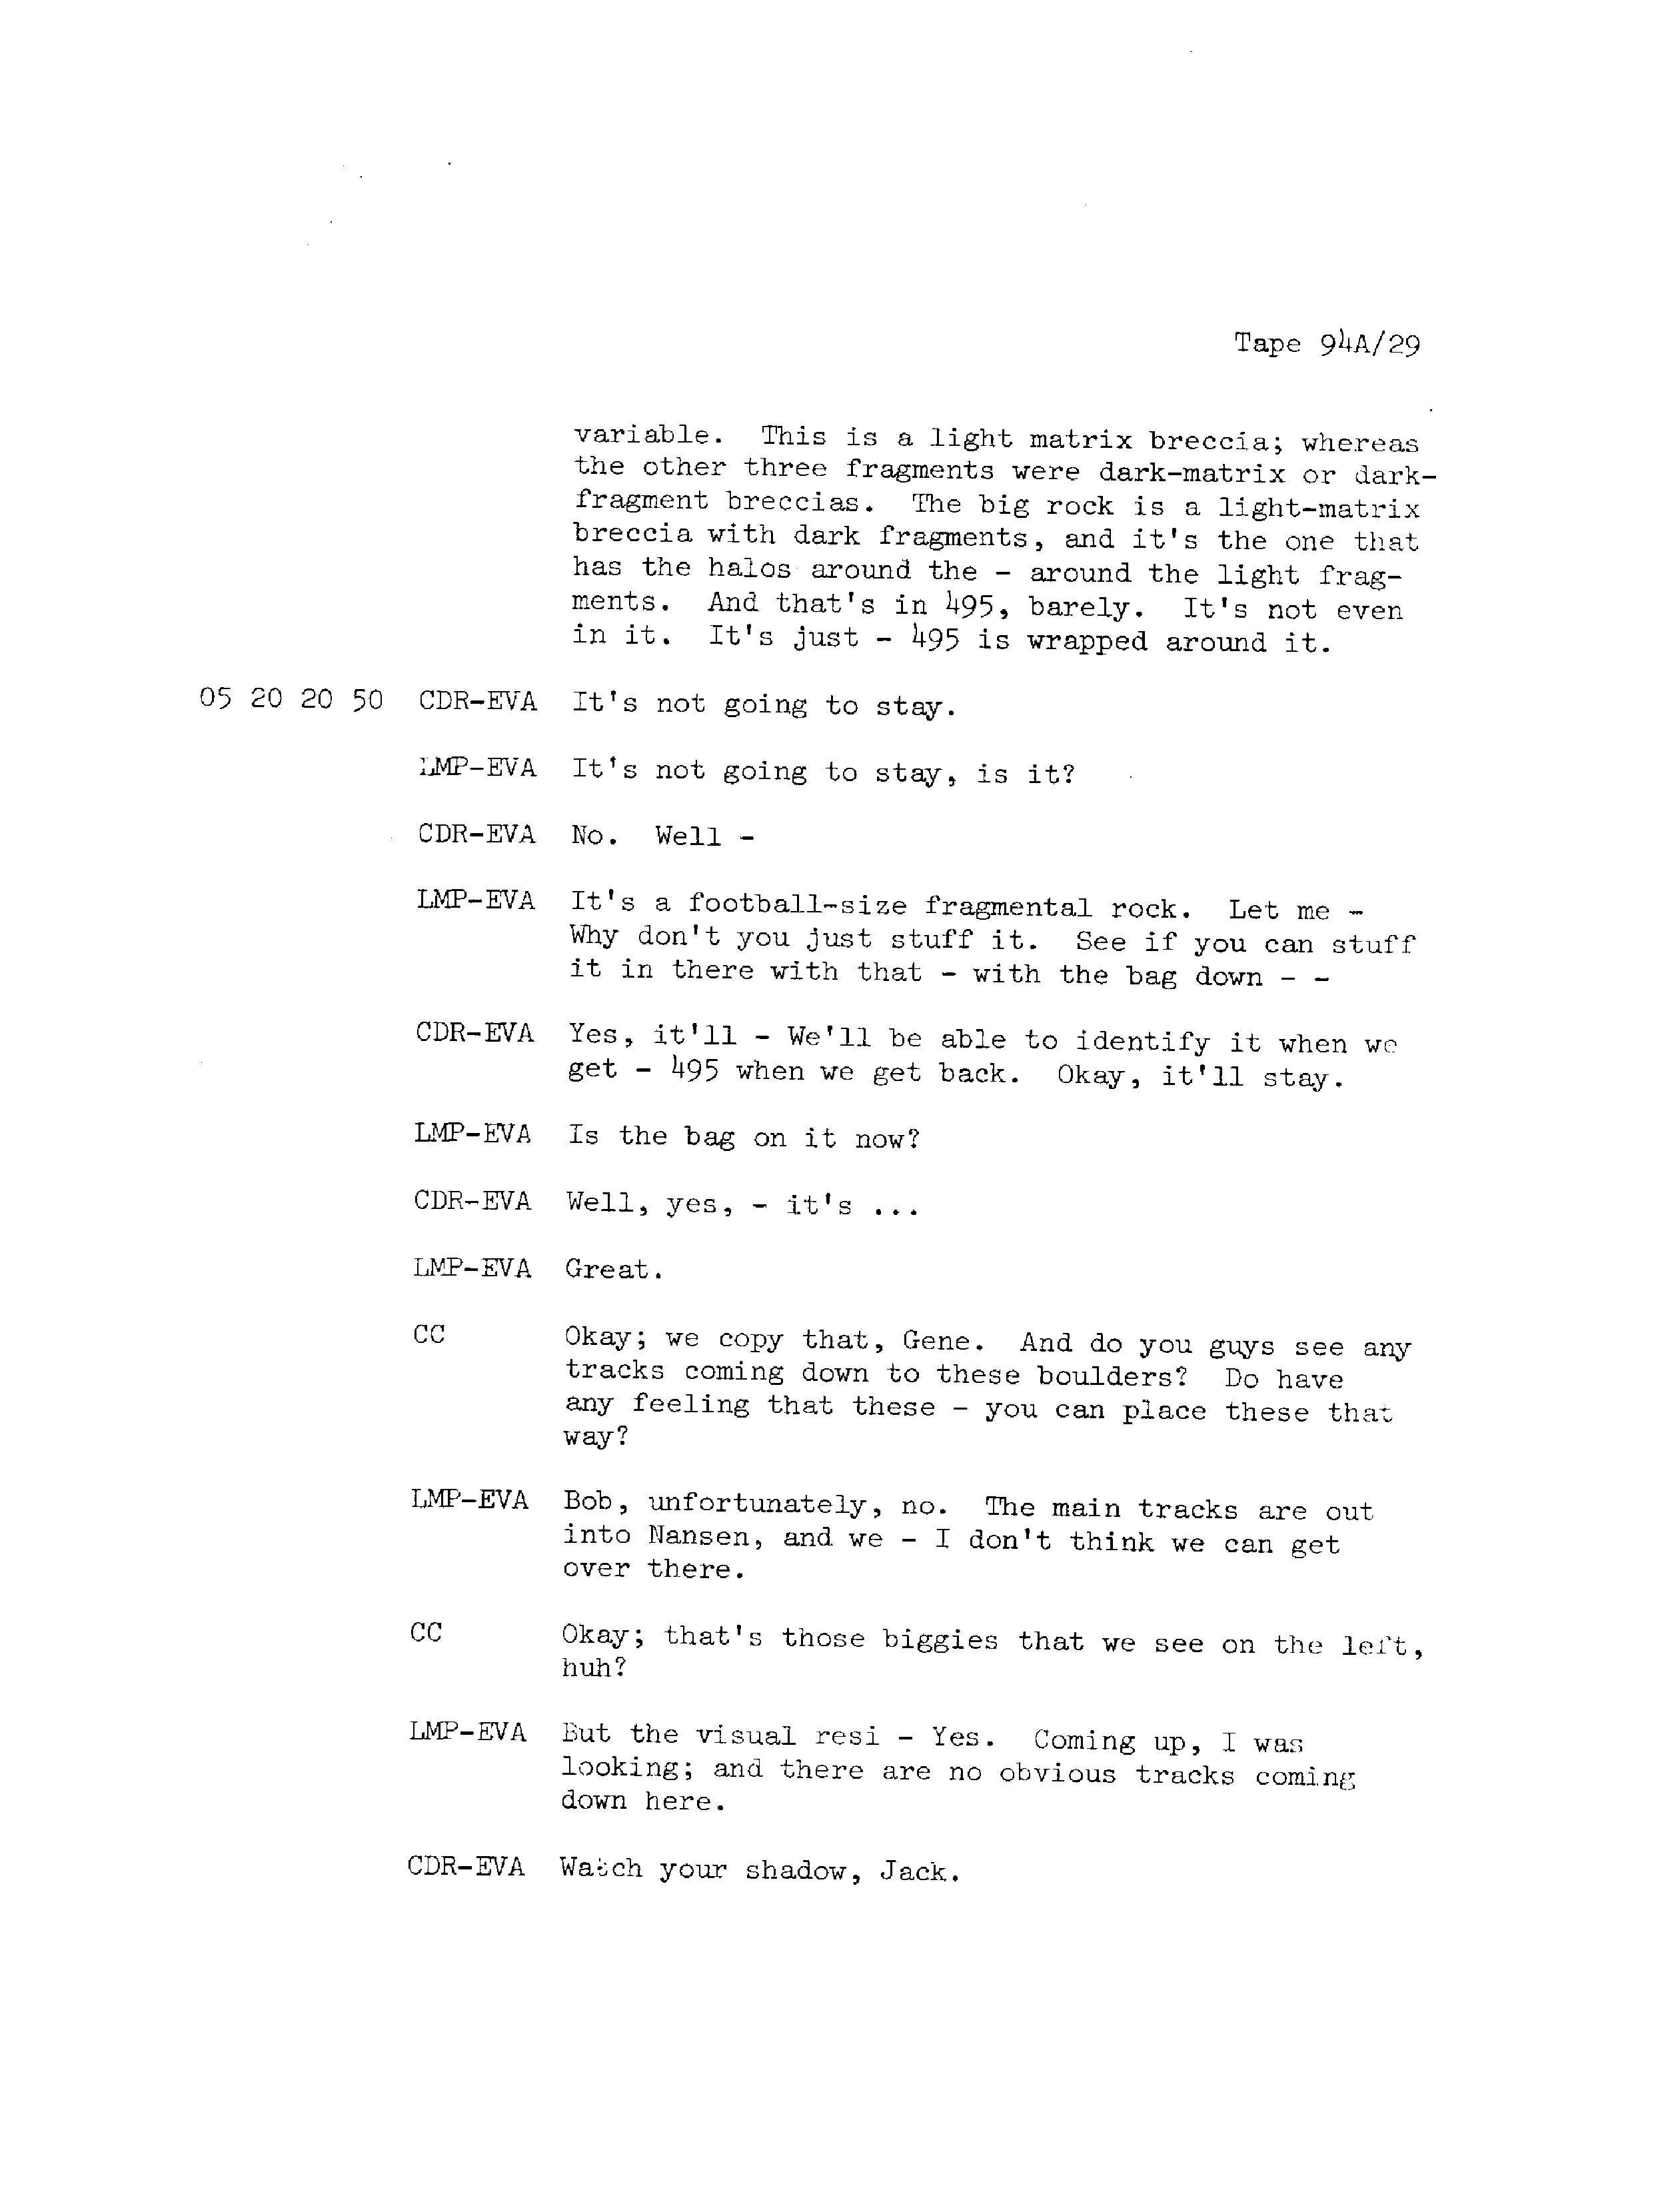 Tape 94A/29
variable. This is a light matrix breccia; whereas
the other three fragments were dark-matrix or dark-
fragment breccias. The big rock is a light-matrix
breccia with dark fragments, and it's the one that
has the halos around the - around the light frag-
ments. And that's in 495, barely. It's not even
in it. It's just - 495 is wrapped around it.
05 20 20 50 CDR-EVA It's not going to stay.
LMP-EVA It's not going to stay, is it?
CDR-EVA No. Well -
LMP-EVA It's a football-size fragmental rock. Let me -
Why don't you just stuff it. See if you can stuff
it in there with that - with the bag down - -
CDR-EVA Yes, it'll - We'll be able to identify it when we
get - 495 when we get back. Okay, it'll stay.
LMP-EVA Is the bag on it now?
CDR-EVA Well, yes, - it's ...
LMP-EVA Great.
CC Okay; we copy that, Gene. And do you guys see any
tracks coming down to these boulders? Do have
any feeling that these - you can place these that
way?
LMP-EVA Bob, unfortunately, no. The main tracks are out
into Nansen, and we - I don't think we can get
over there.
CC Okay; that's those biggies that we see on the left,
huh?
LMP-EVA But the visual resi - Yes. Coming up, I was
looking; and there are no obvious tracks coming
down here.
CDR-EVA Watch your shadow, Jack.